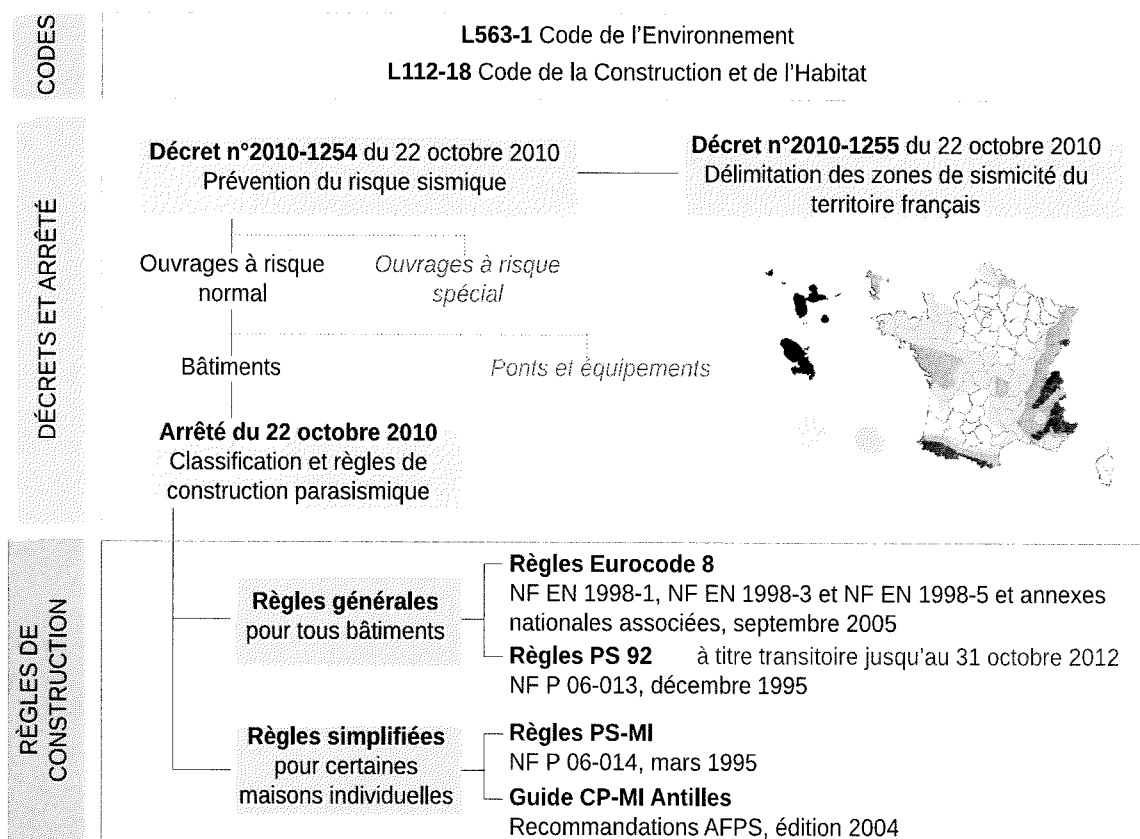 CODES
L563-1 Code de l'Environnement
L112-18 Code de la Construction et de l'Habitat
DÉCRETS ET ARRÊTÉ
Décret n°2010-1254 du 22 octobre 2010
Prévention du risque sismique
Décret n°2010-1255 du 22 octobre 2010
Délimitation des zones de sismicité du
territoire français
Ouvrages à risque
normal
Ouvrages à risque
spécial
Bâtiments
Ponts et équipements
Arrêté du 22 octobre 2010
Classification et règles de
construction parasismique
RÈGLES DE
CONSTRUCTION
Règles générales
pour tous bâtiments
Règles Eurocode 8
NF EN 1998-1, NF EN 1998-3 et NF EN 1998-5 et annexes
nationales associées, septembre 2005
Règles PS 92 à titre transitoire jusqu'au 31 octobre 2012
NF P 06-013, décembre 1995
Règles simplifiées
pour certaines
maisons individuelles
Règles PS-MI
NF P 06-014, mars 1995
Guide CP-MI Antilles
Recommandations AFPS, édition 2004